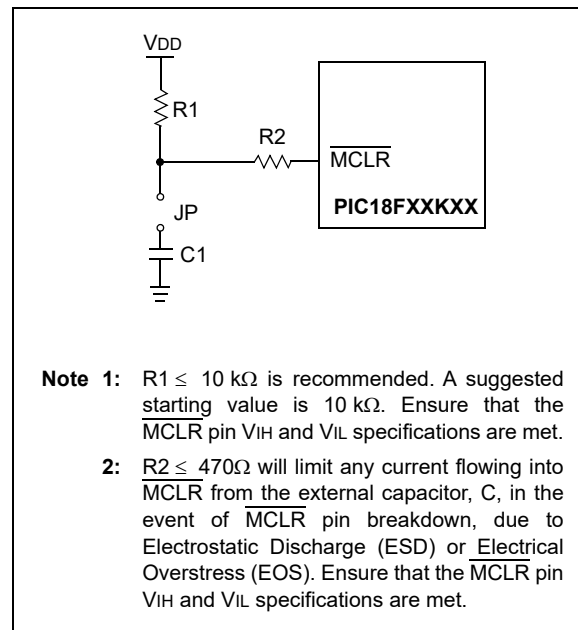 VDD
R1
R2
MCLR
JP
PIC18FXXKXX
C1
Note 1: R1 ≤ 10 kΩ is recommended. A suggested
starting value is 10 kΩ. Ensure that the
MCLR pin VIH and VIL specifications are met.
2: R2 ≤ 470Ω will limit any current flowing into
MCLR from the external capacitor, C, in the
event of MCLR pin breakdown, due to
Electrostatic Discharge (ESD) or Electrical
Overstress (EOS). Ensure that the MCLR pin
VIH and VIL specifications are met.